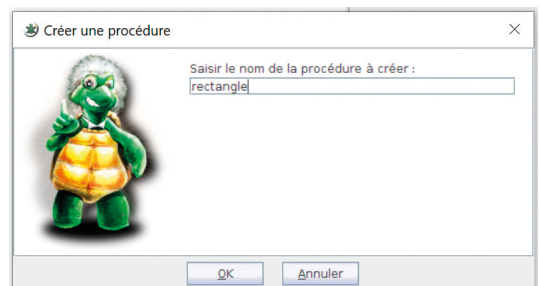 Créer une procédure
Saisir le nom de la procédure à créer :
rectangle
OK
Annuler